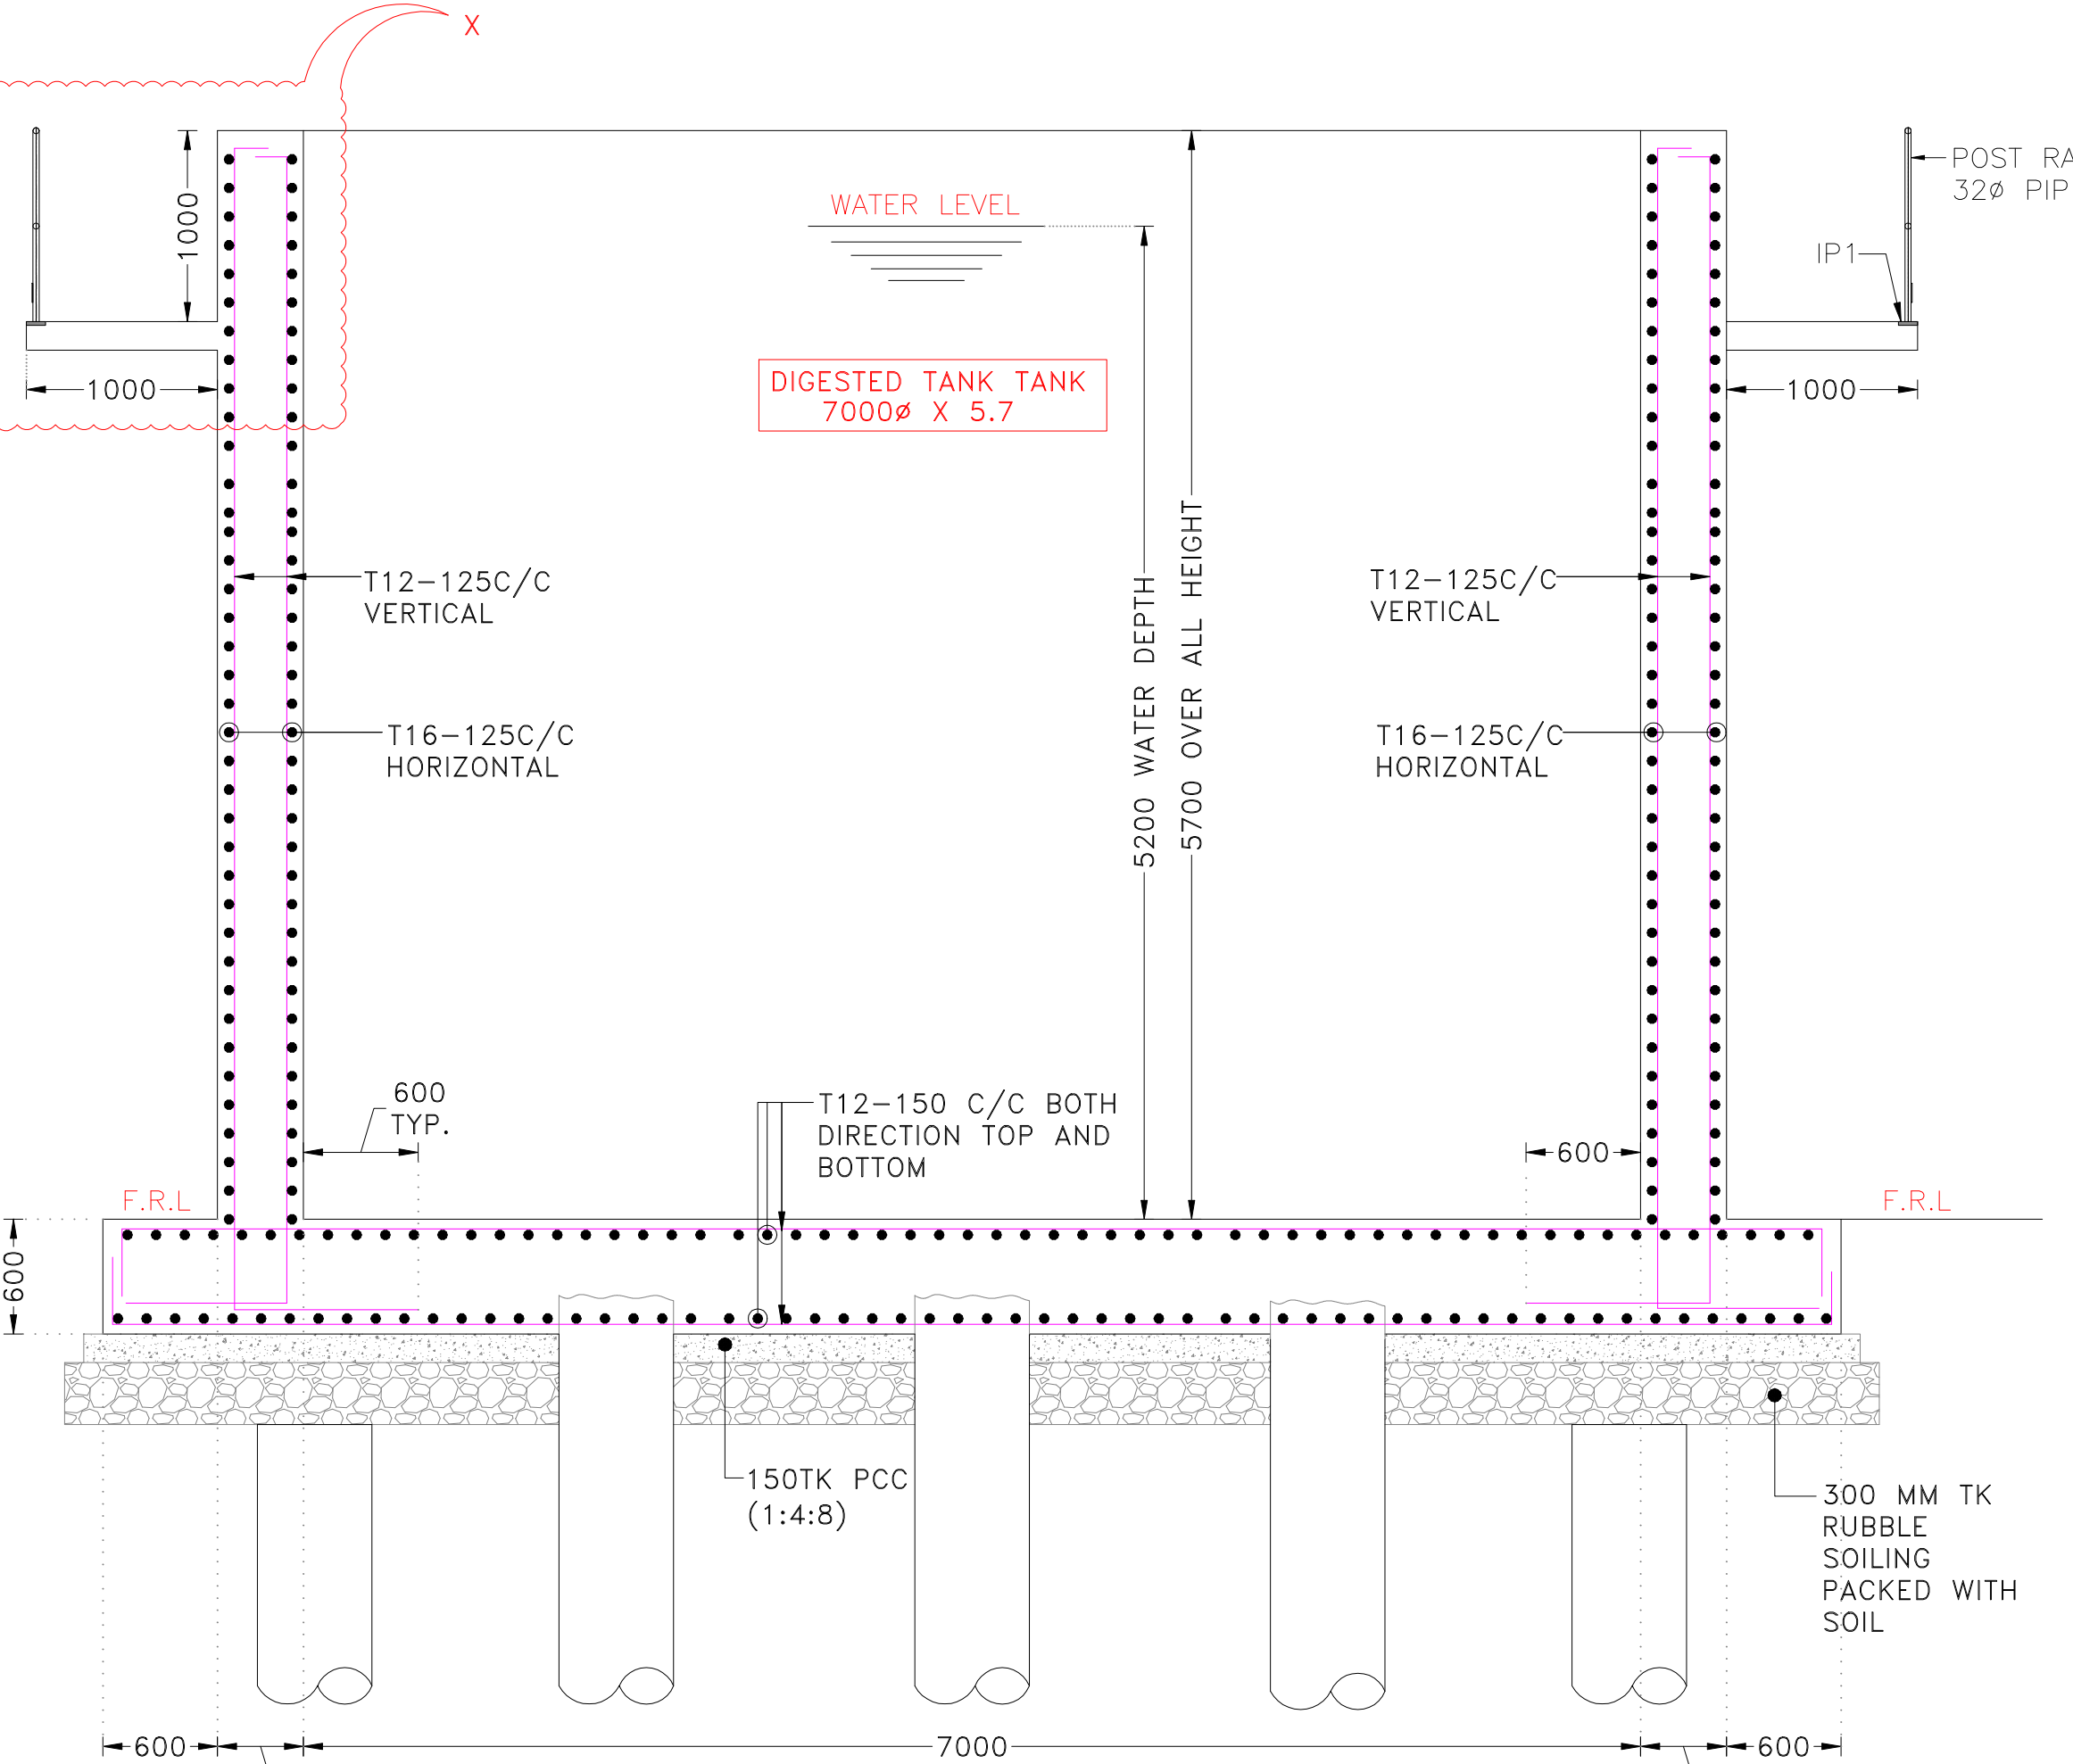 X
1000
WATER LEVEL
POST RA
32ø PIP
IP1
1000
DIGESTED TANK TANK
7000ø X 5.7
1000
T12-125C/C
VERTICAL
T16-125C/C
HORIZONTAL
5200 WATER DEPTH
5700 OVER ALL HEIGHT
T12-125C/C
VERTICAL
T16-125C/C
HORIZONTAL
600
TYP.
T12-150 C/C BOTH
DIRECTION TOP AND
BOTTOM
600
F.R.L
F.R.L
600
150TK PCC
(1:4:8)
300 MM TK
RUBBLE
SOILING
PACKED WITH
SOIL
600
7000
600